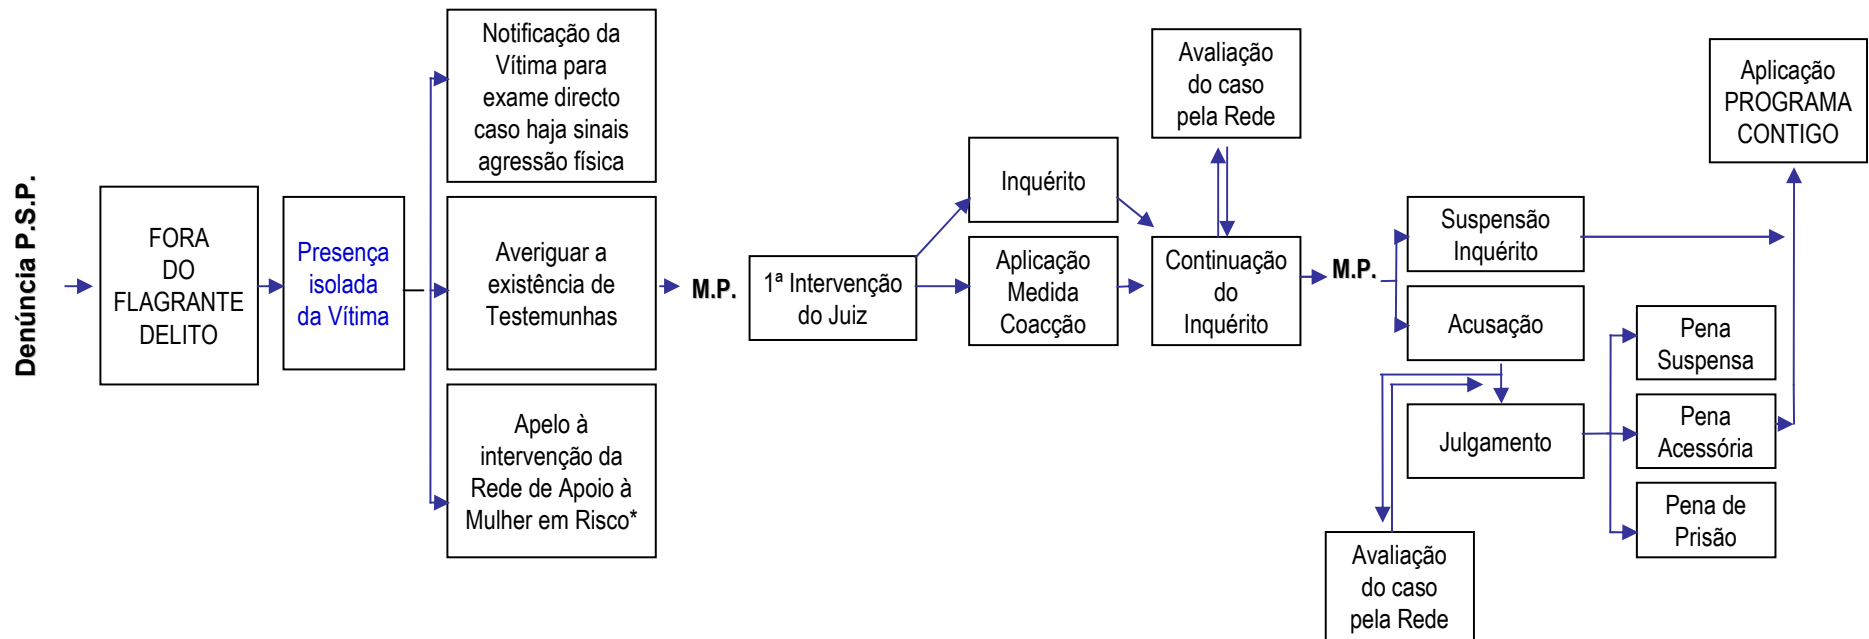 Denúncia P.S.P.
FORA
DO
FLAGRANTE
DELITO
Presença
isolada
da Vítima
Notificação da
Vítima para
exame directo
caso haja sinais
agressão física
Averiguar a
existência de
Testemunhas
Apelo à
intervenção da
Rede de Apoio à
Mulher em Risco*
M.P.
1ª Intervenção
do Juiz
Inquérito
Aplicação
Medida
Coacção
Avaliação
do caso
pela Rede
Continuação
do
Inquérito
M.P.
Suspensão
Inquérito
Acusação
Julgamento
Avaliação
do caso
pela Rede
Pena
Suspensa
Pena
Acessória
Pena de
Prisão
Aplicação
PROGRAMA
CONTIGO